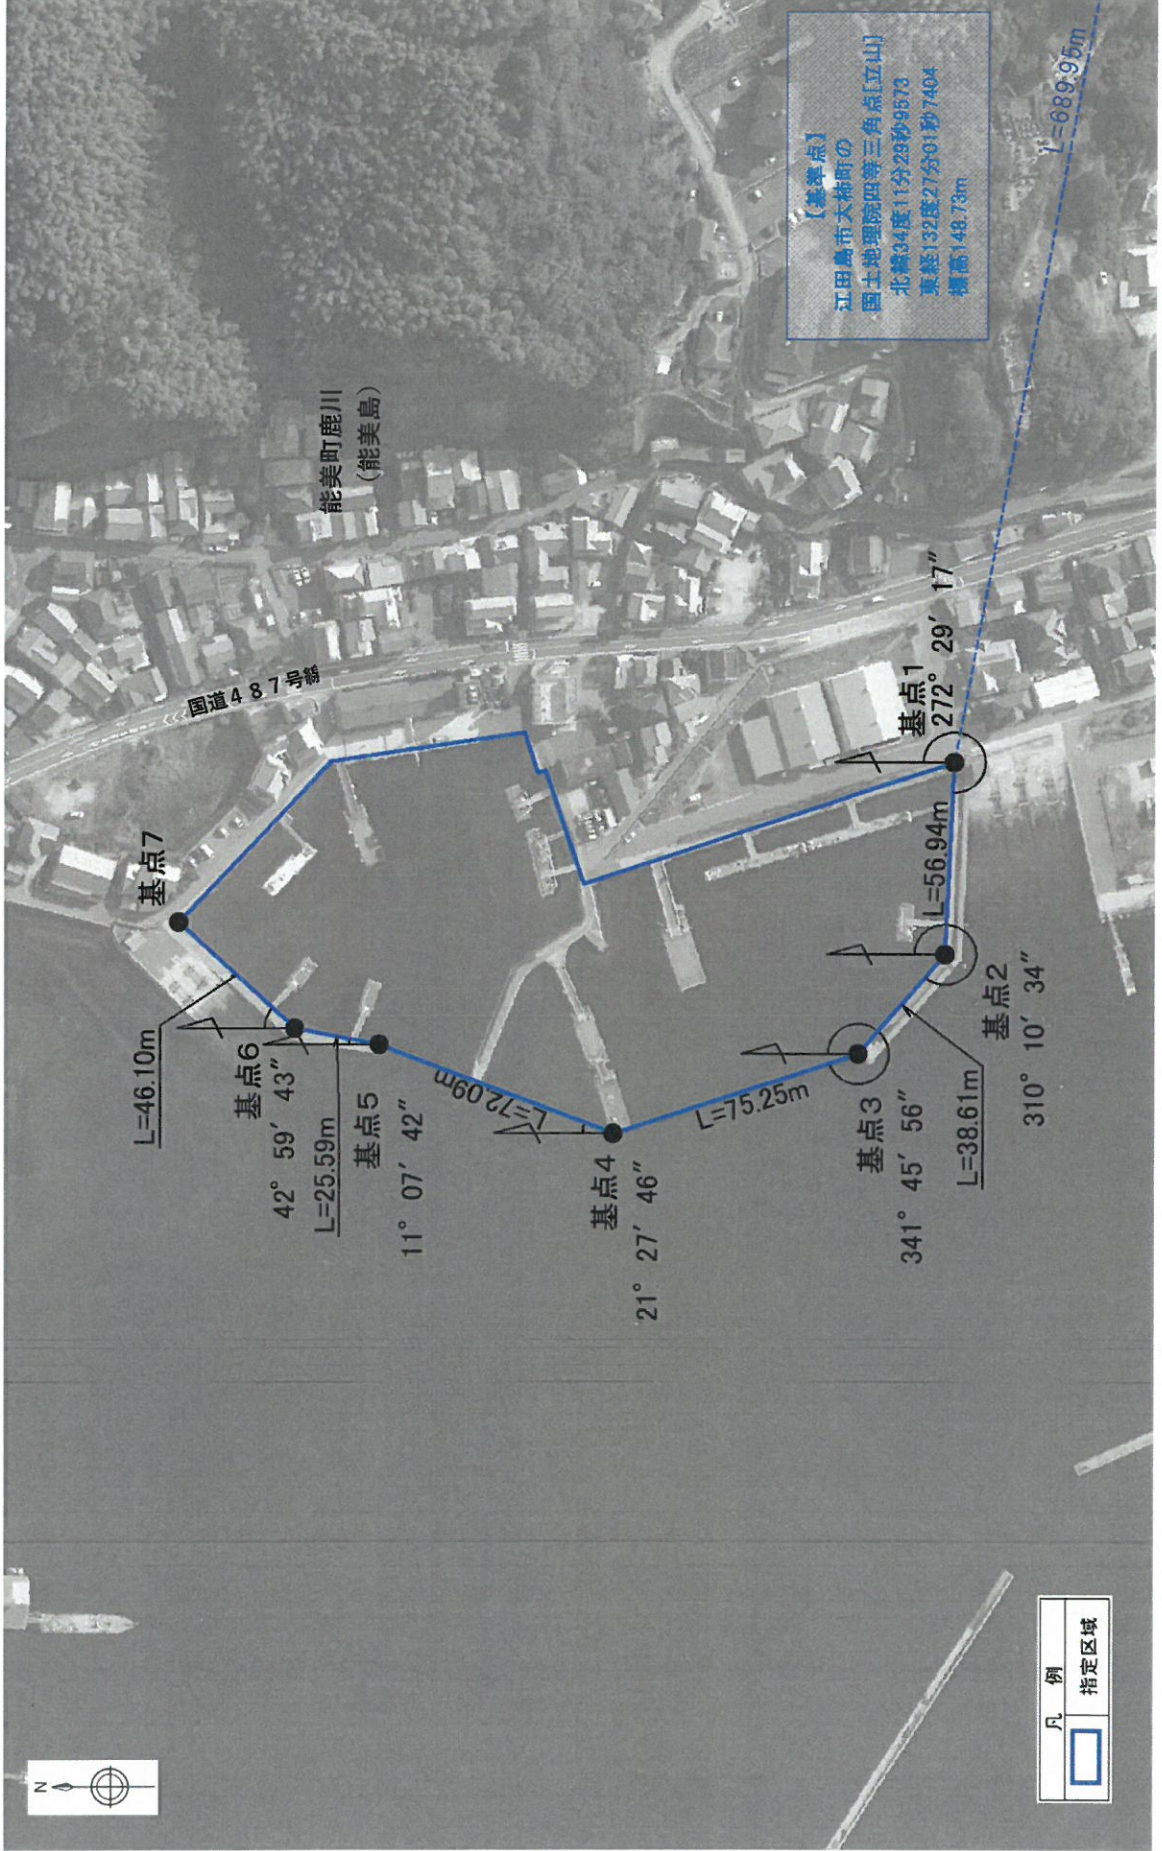 N
【基準点】
江田島市大柿町の
国土地理院四等三角点[立山]
北緯34度11分29秒9573
東経132度27分01秒7404
標高148.73m
L=689.95m
能美町鹿川
(能美島)
国道487号線
基点7
L=46.10m
基点6
42° 59′ 43″
L=25.59m
基点5
11° 07′ 42″
L=72.09m
基点4
21° 27′ 46″
L=75.25m
基点3
341° 45′ 56″
L=38.61m
基点2
310° 10′ 34″
L=56.94m
基点1
272° 29′ 17″
凡 例
指定区域